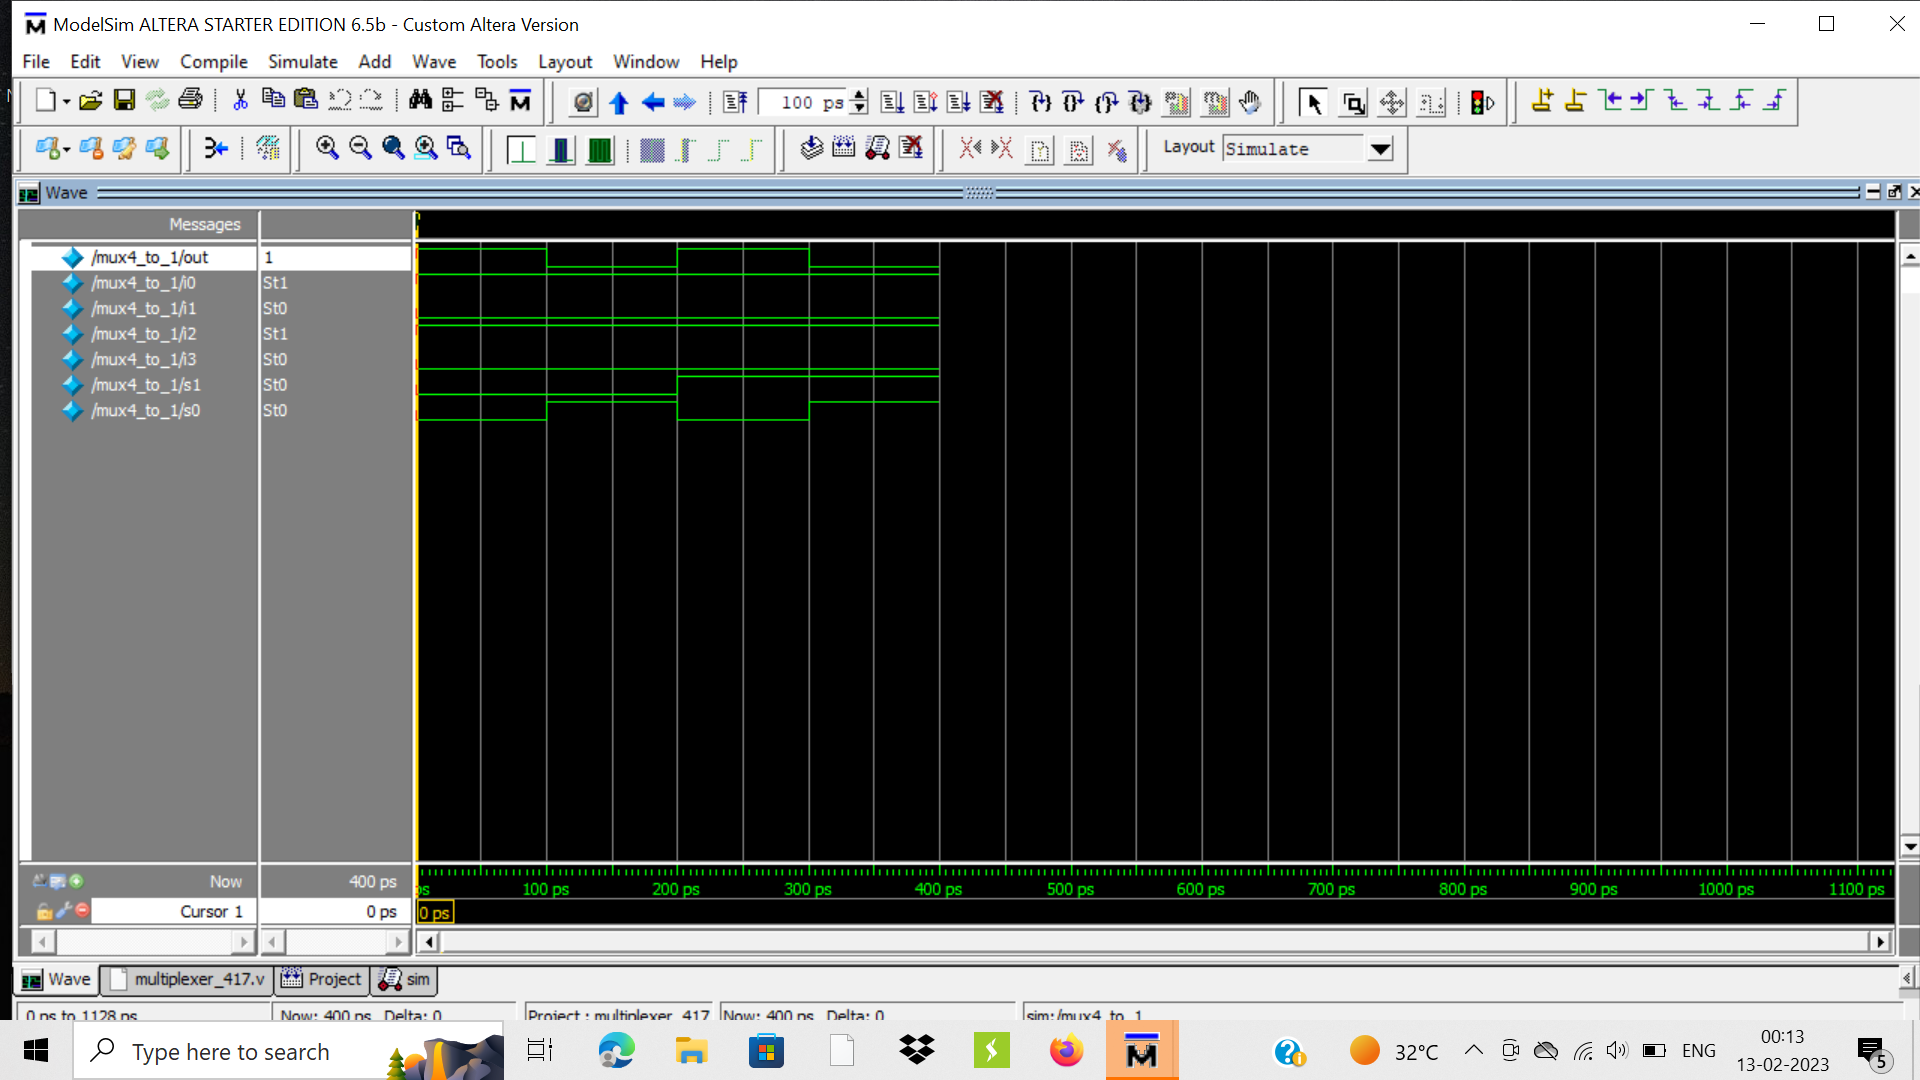 ModelSim ALTERA STARTER EDITION 6.5b - Custom Altera Version
File Edit View Compile Simulate Add Wave Tools Layout Window Help
100 ps
Layout Simulate
Wave
Messages
/mux4_to_1/out 1
/mux4_to_1/i0 St1
/mux4_to_1/i1 St0
/mux4_to_1/i2 St1
/mux4_to_1/i3 St0
/mux4_to_1/s1 St0
/mux4_to_1/s0 St0
Now 400 ps
ps 100 ps 200 ps 300 ps 400 ps 500 ps 600 ps 700 ps 800 ps 900 ps 1000 ps 1100 ps
Cursor 1 0 ps
0 ps
Wave multiplexer_417.v Project sim
0 ps to 1128 ps Now: 400 ps Delta: 0 Project : multiplexer_417 Now: 400 ps Delta: 0 sim:/mux4_to_1
Type here to search
32°C ENG
00:13
13-02-2023
5